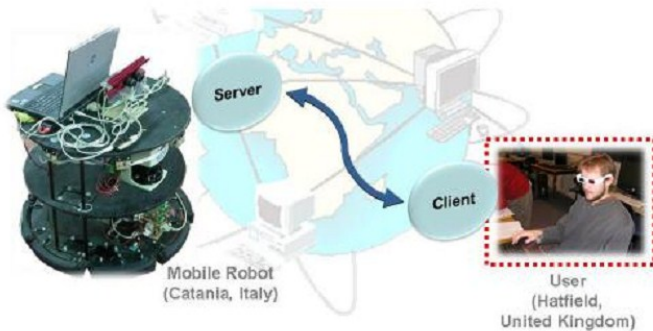 Server
Client
Mobile Robot
(Catania, Italy)
User
(Hatfield,
United Kingdom)